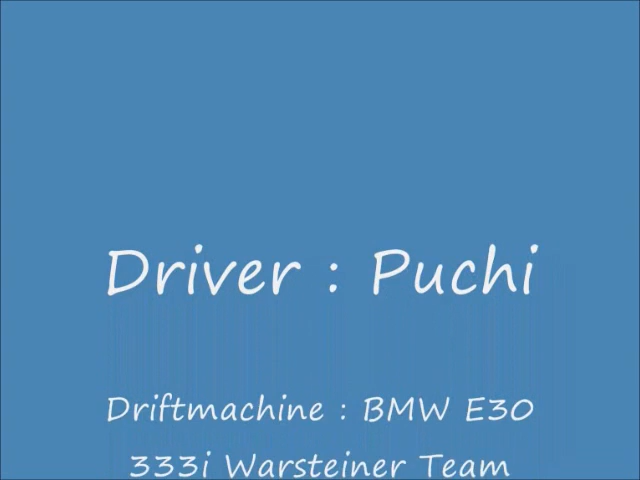 Driver : Puchi
Driftmachine : BMW E30
333i Warsteiner Team